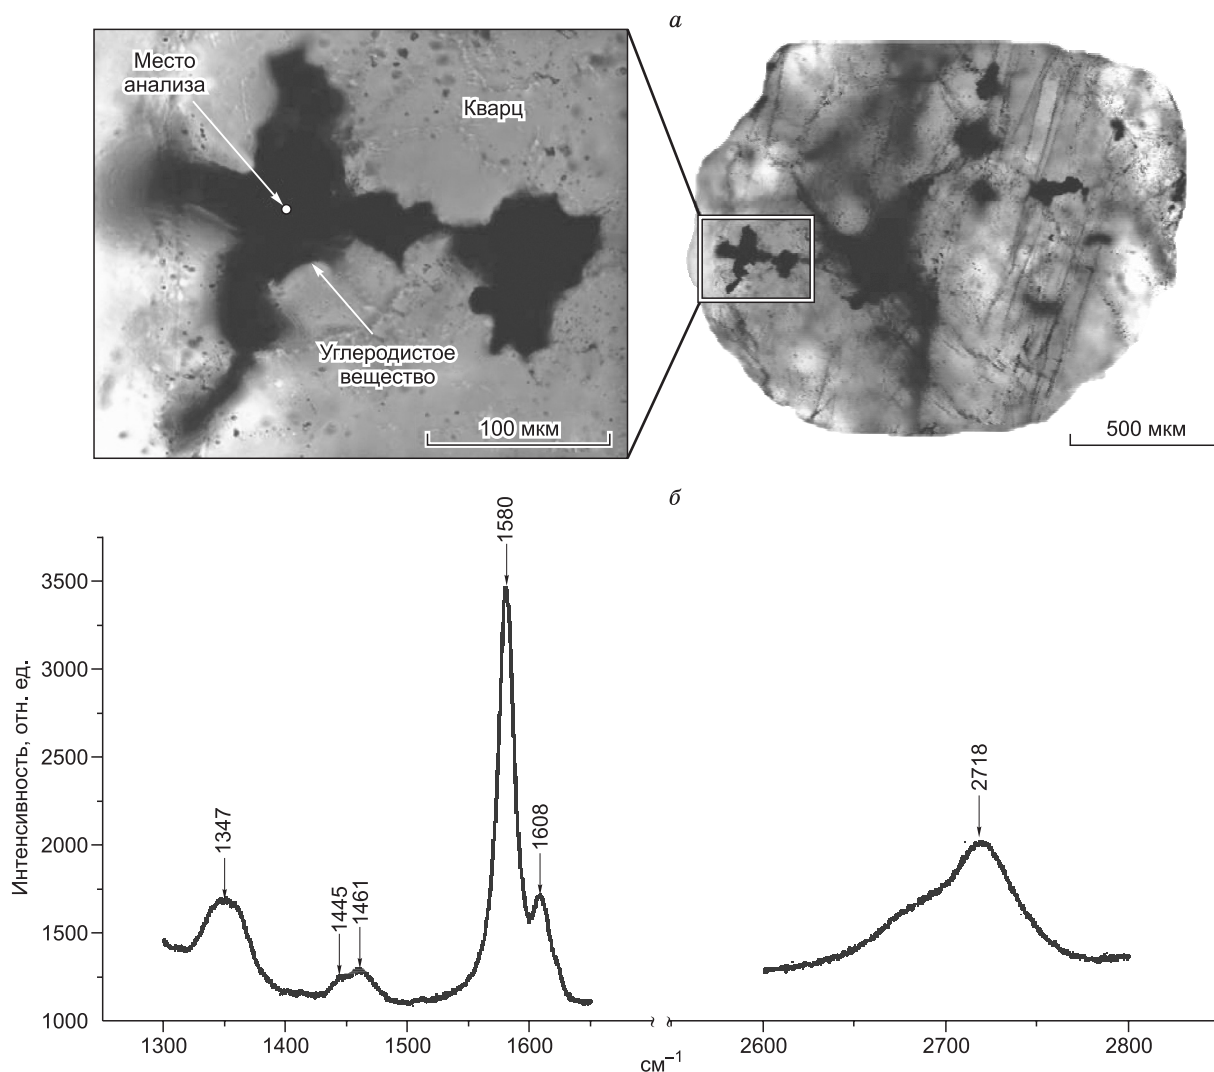 а
Место
анализа
Кварц
Углеродистое
вещество
100 мкм
500 мкм
б
Интенсивность, отн. ед.
3500
3000
2500
2000
1500
1000
1347
1445
1461
1580
1608
2718
1300
1400
1500
1600
2600
2700
2800
см⁻¹